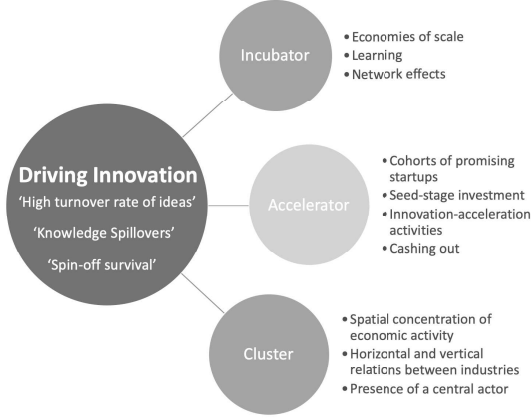 Incubator
• Economies of scale
• Learning
• Network effects
Driving Innovation
‘High turnover rate of ideas’
‘Knowledge Spillovers’
‘Spin-off survival’
Accelerator
• Cohorts of promising
startups
• Seed-stage investment
• Innovation-acceleration
activities
• Cashing out
Cluster
• Spatial concentration of
economic activity
• Horizontal and vertical
relations between industries
• Presence of a central actor